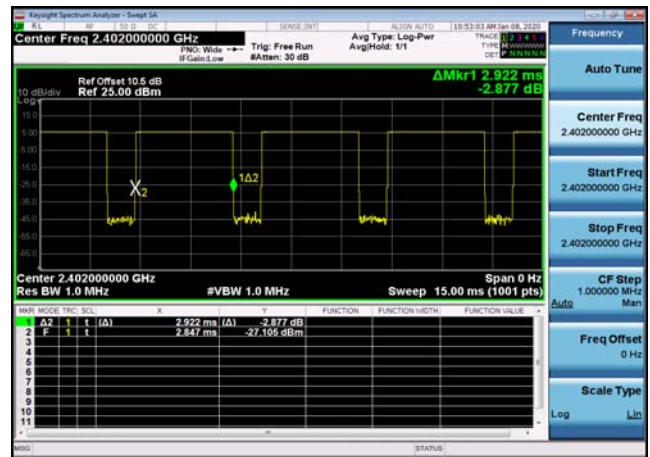 Keysight Spectrum Analyzer - Swept SA
RL RF 50 Ω DC SENSE:INT ALIGN AUTO 10:53:03 AM Jan 08, 2020
Center Freq 2.402000000 GHz
PNO: Wide
IFGain:Low
Trig: Free Run
#Atten: 30 dB
Avg Type: Log-Pwr
Avg|Hold: 1/1
TRACE 1 2 3 4 5 6
TYPE MWWWWW
DET P NNNNN
ΔMkr1 2.922 ms
-2.877 dB
Ref Offset 10.5 dB
10 dB/div Ref 25.00 dBm
Log
15.0
5.00
-5.00
-15.0
-25.0
-35.0
-45.0
-55.0
-65.0
X2
1Δ2
Center 2.402000000 GHz Span 0 Hz
Res BW 1.0 MHz #VBW 1.0 MHz Sweep 15.00 ms (1001 pts)
MKR MODE TRC SCL X Y FUNCTION FUNCTION WIDTH FUNCTION VALUE
1 Δ2 1 t (Δ) 2.922 ms (Δ) -2.877 dB
2 F 1 t 2.847 ms -27.105 dBm
3
4
5
6
7
8
9
10
11
MSG STATUS
Frequency
Auto Tune
Center Freq
2.402000000 GHz
Start Freq
2.402000000 GHz
Stop Freq
2.402000000 GHz
CF Step
1.000000 MHz
Auto Man
Freq Offset
0 Hz
Scale Type
Log Lin